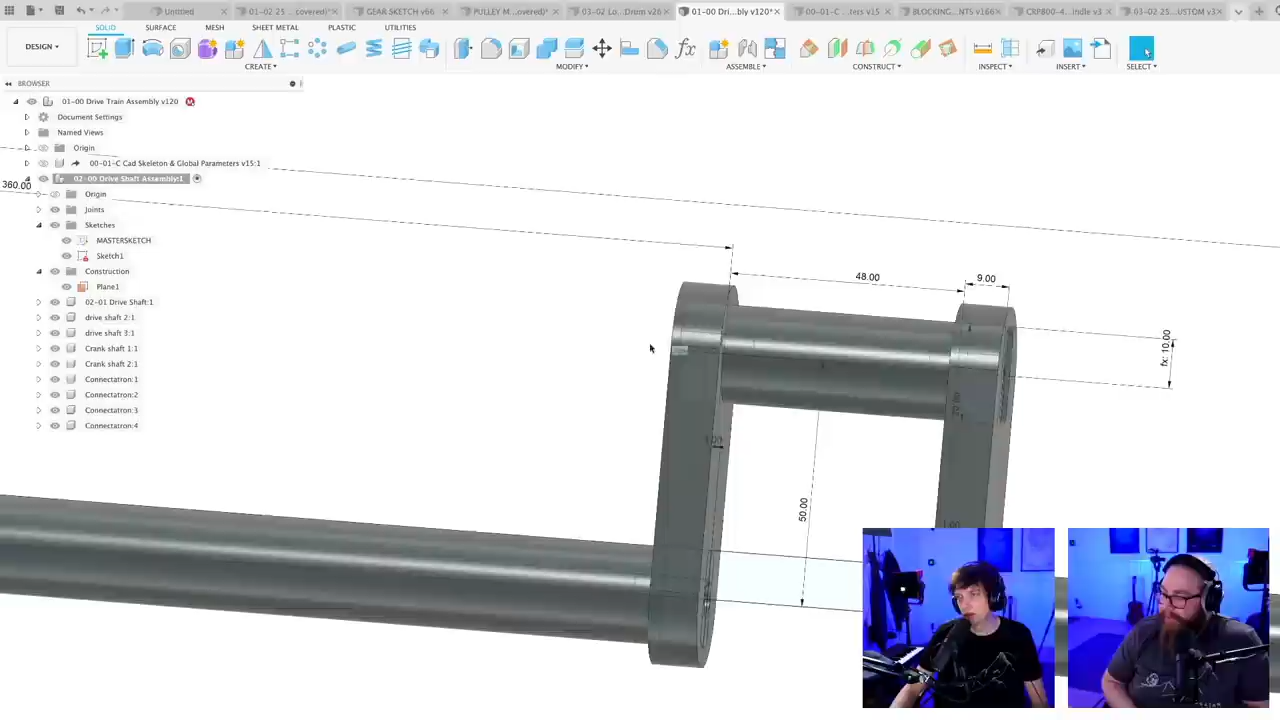 Untitled
01-02 25 ...covered)*
GEAR SKETCH v66
PULLEY M...overed)*
03-02 Lo...Drum v26
01-00 Dri...bly v120*
00-01-C ...ters v15
BLOCKING...NTS v166
CRP800-4...indle v3
03-02 25...USTOM v3
SOLID
SURFACE
MESH
SHEET METAL
PLASTIC
UTILITIES
DESIGN
CREATE
MODIFY
fx
ASSEMBLE
CONSTRUCT
INSPECT
INSERT
SELECT
BROWSER
01-00 Drive Train Assembly v120
M
Document Settings
Named Views
Origin
00-01-C Cad Skeleton & Global Parameters v15:1
02-00 Drive Shaft Assembly:1
Origin
Joints
Sketches
MASTERSKETCH
Sketch1
Construction
Plane1
02-01 Drive Shaft:1
drive shaft 2:1
drive shaft 3:1
Crank shaft 1:1
Crank shaft 2:1
Connectatron:1
Connectatron:2
Connectatron:3
Connectatron:4
360.00
48.00
9.00
fx: 10.00
50.00
1.00